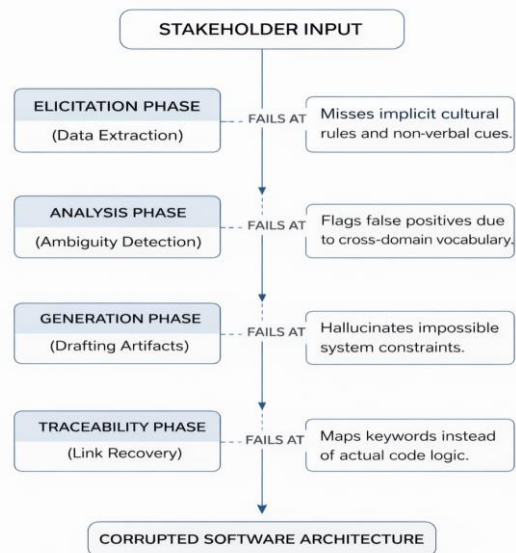 STAKEHOLDER INPUT
ELICITATION PHASE
(Data Extraction)
FAILS AT
Misses implicit cultural
rules and non-verbal cues.
ANALYSIS PHASE
(Ambiguity Detection)
FAILS AT
Flags false positives due
to cross-domain vocabulary.
GENERATION PHASE
(Drafting Artifacts)
FAILS AT
Hallucinates impossible
system constraints.
TRACEABILITY PHASE
(Link Recovery)
FAILS AT
Maps keywords instead
of actual code logic.
CORRUPTED SOFTWARE ARCHITECTURE